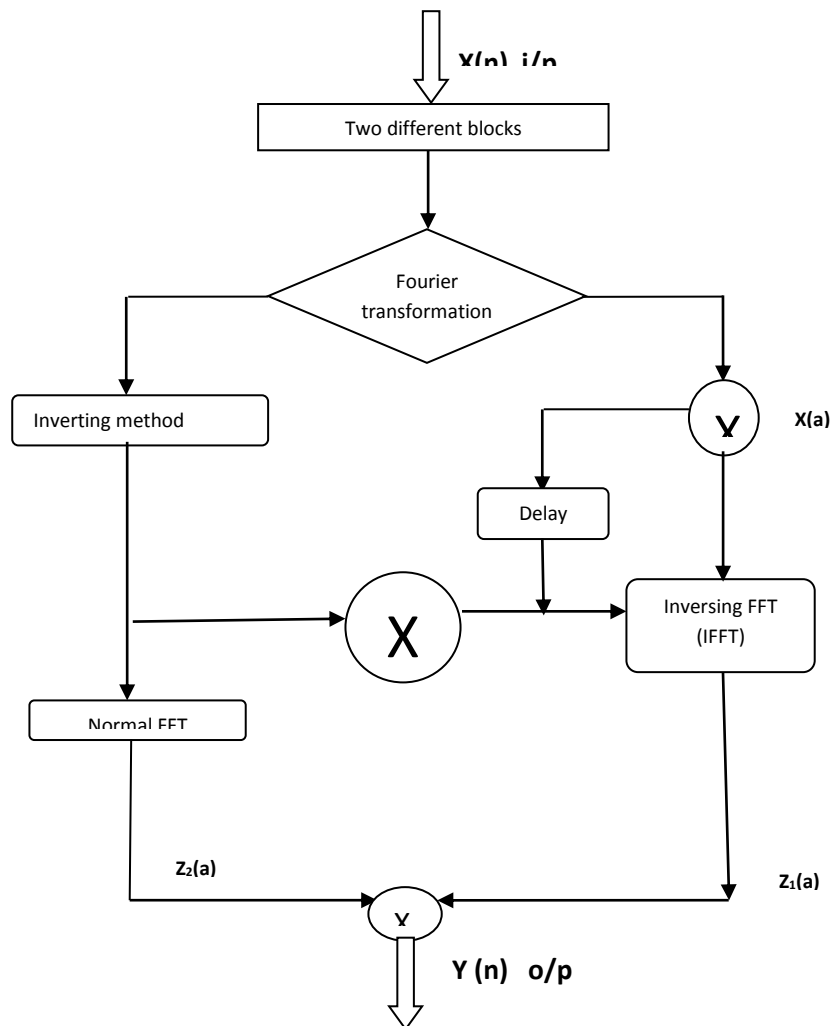 X(n) i/p
Two different blocks
Fourier
transformation
Inverting method
X(a)
Delay
X
Inversing FFT
(IFFT)
Normal FFT
Z₂(a)
Z₁(a)
Y (n) o/p